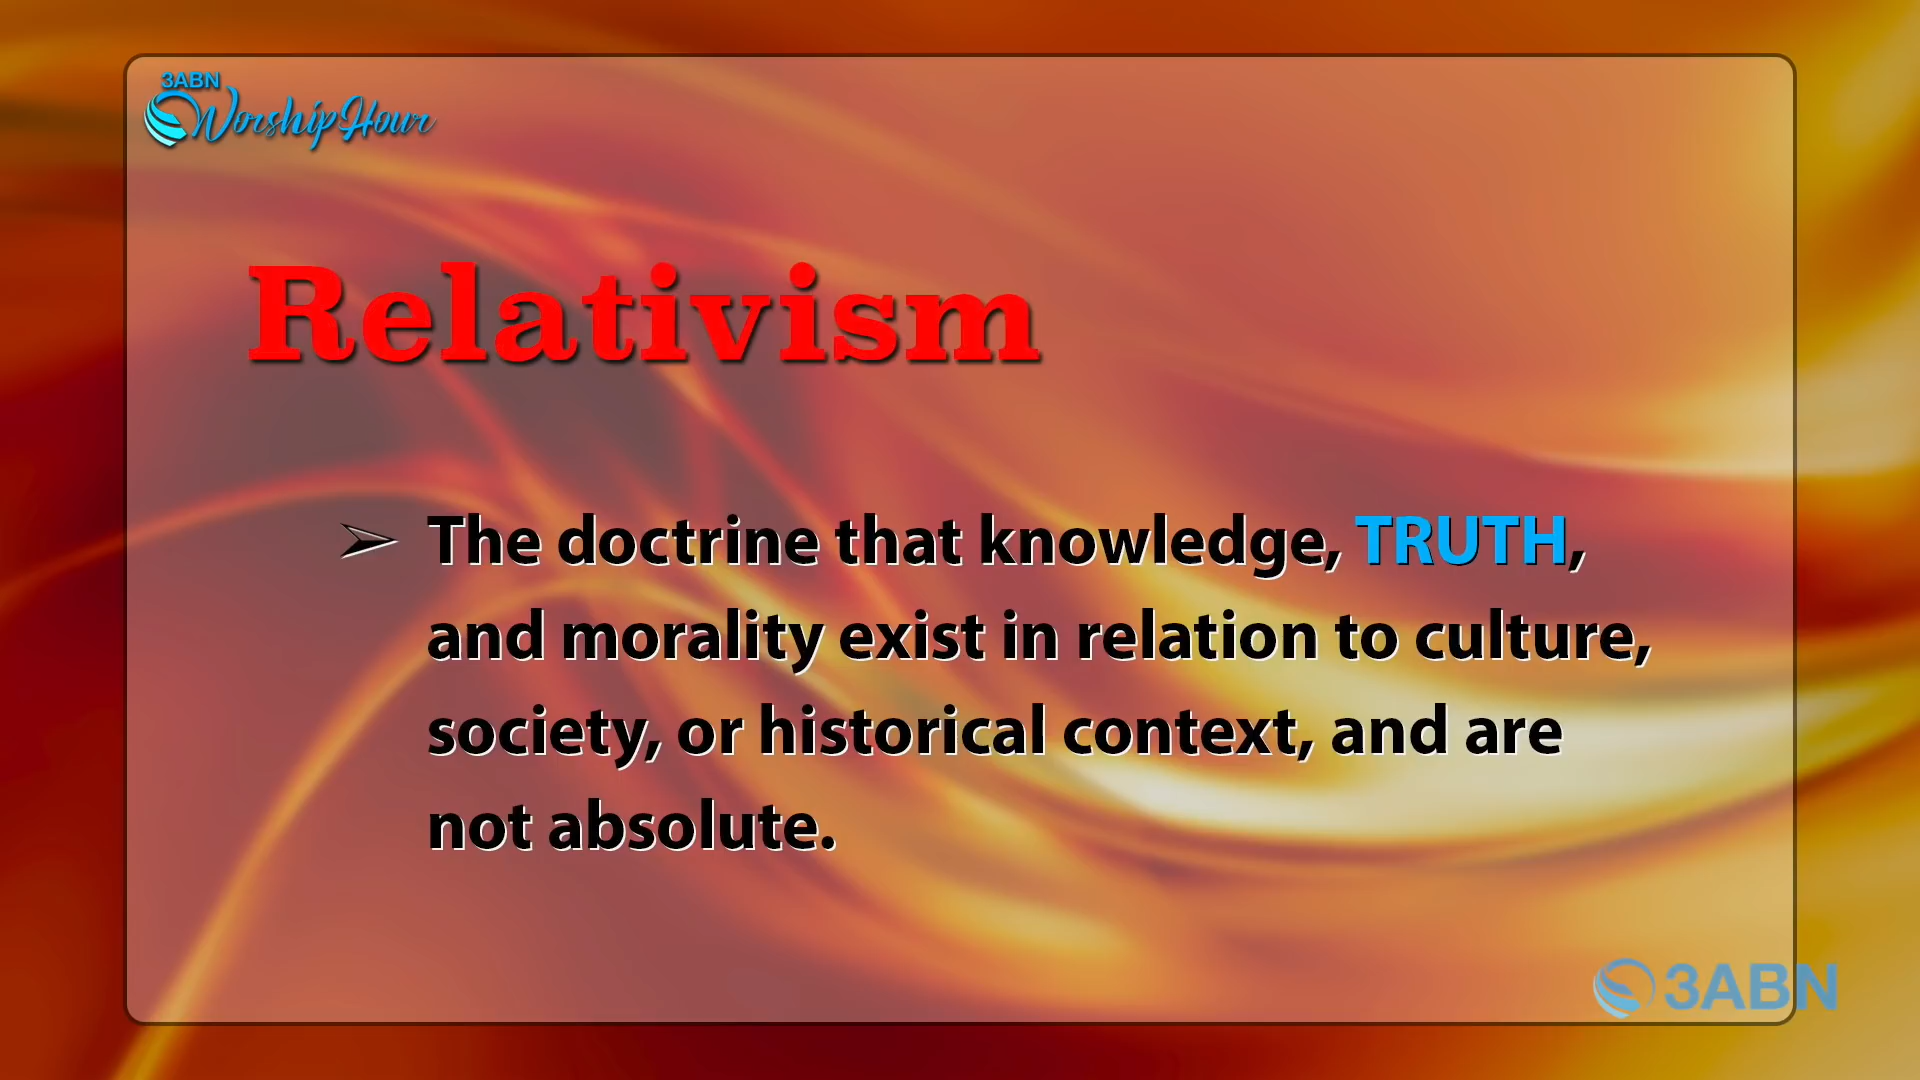 3ABN
Worship Hour
Relativism
➢ The doctrine that knowledge, TRUTH,
and morality exist in relation to culture,
society, or historical context, and are
not absolute.
3ABN